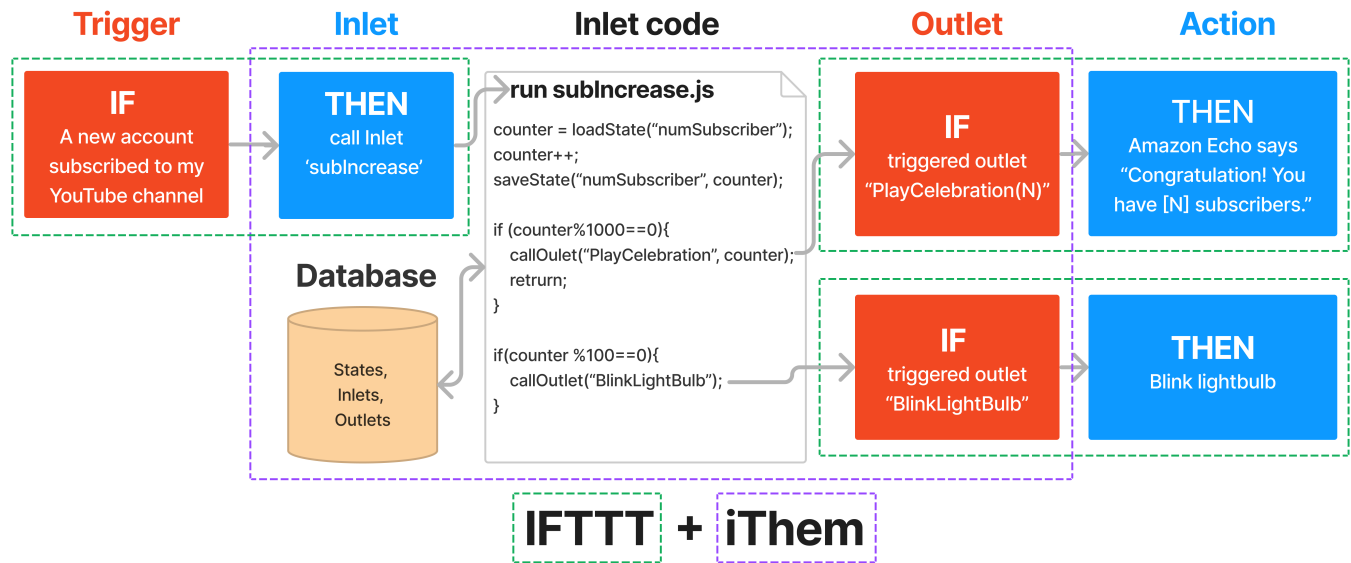 Trigger
Inlet
Inlet code
Outlet
Action
IF
A new account
subscribed to my
YouTube channel
THEN
call Inlet
‘subIncrease’
run subIncrease.js
counter = loadState(“numSubscriber”);
counter++;
saveState(“numSubscriber”, counter);
if (counter%1000==0){
callOulet(“PlayCelebration”, counter);
retrurn;
}
if(counter %100==0){
callOutlet(“BlinkLightBulb”);
}
IF
triggered outlet
“PlayCelebration(N)”
THEN
Amazon Echo says
“Congratulation! You
have [N] subscribers.”
Database
States,
Inlets,
Outlets
IF
triggered outlet
“BlinkLightBulb”
THEN
Blink lightbulb
IFTTT + iThem